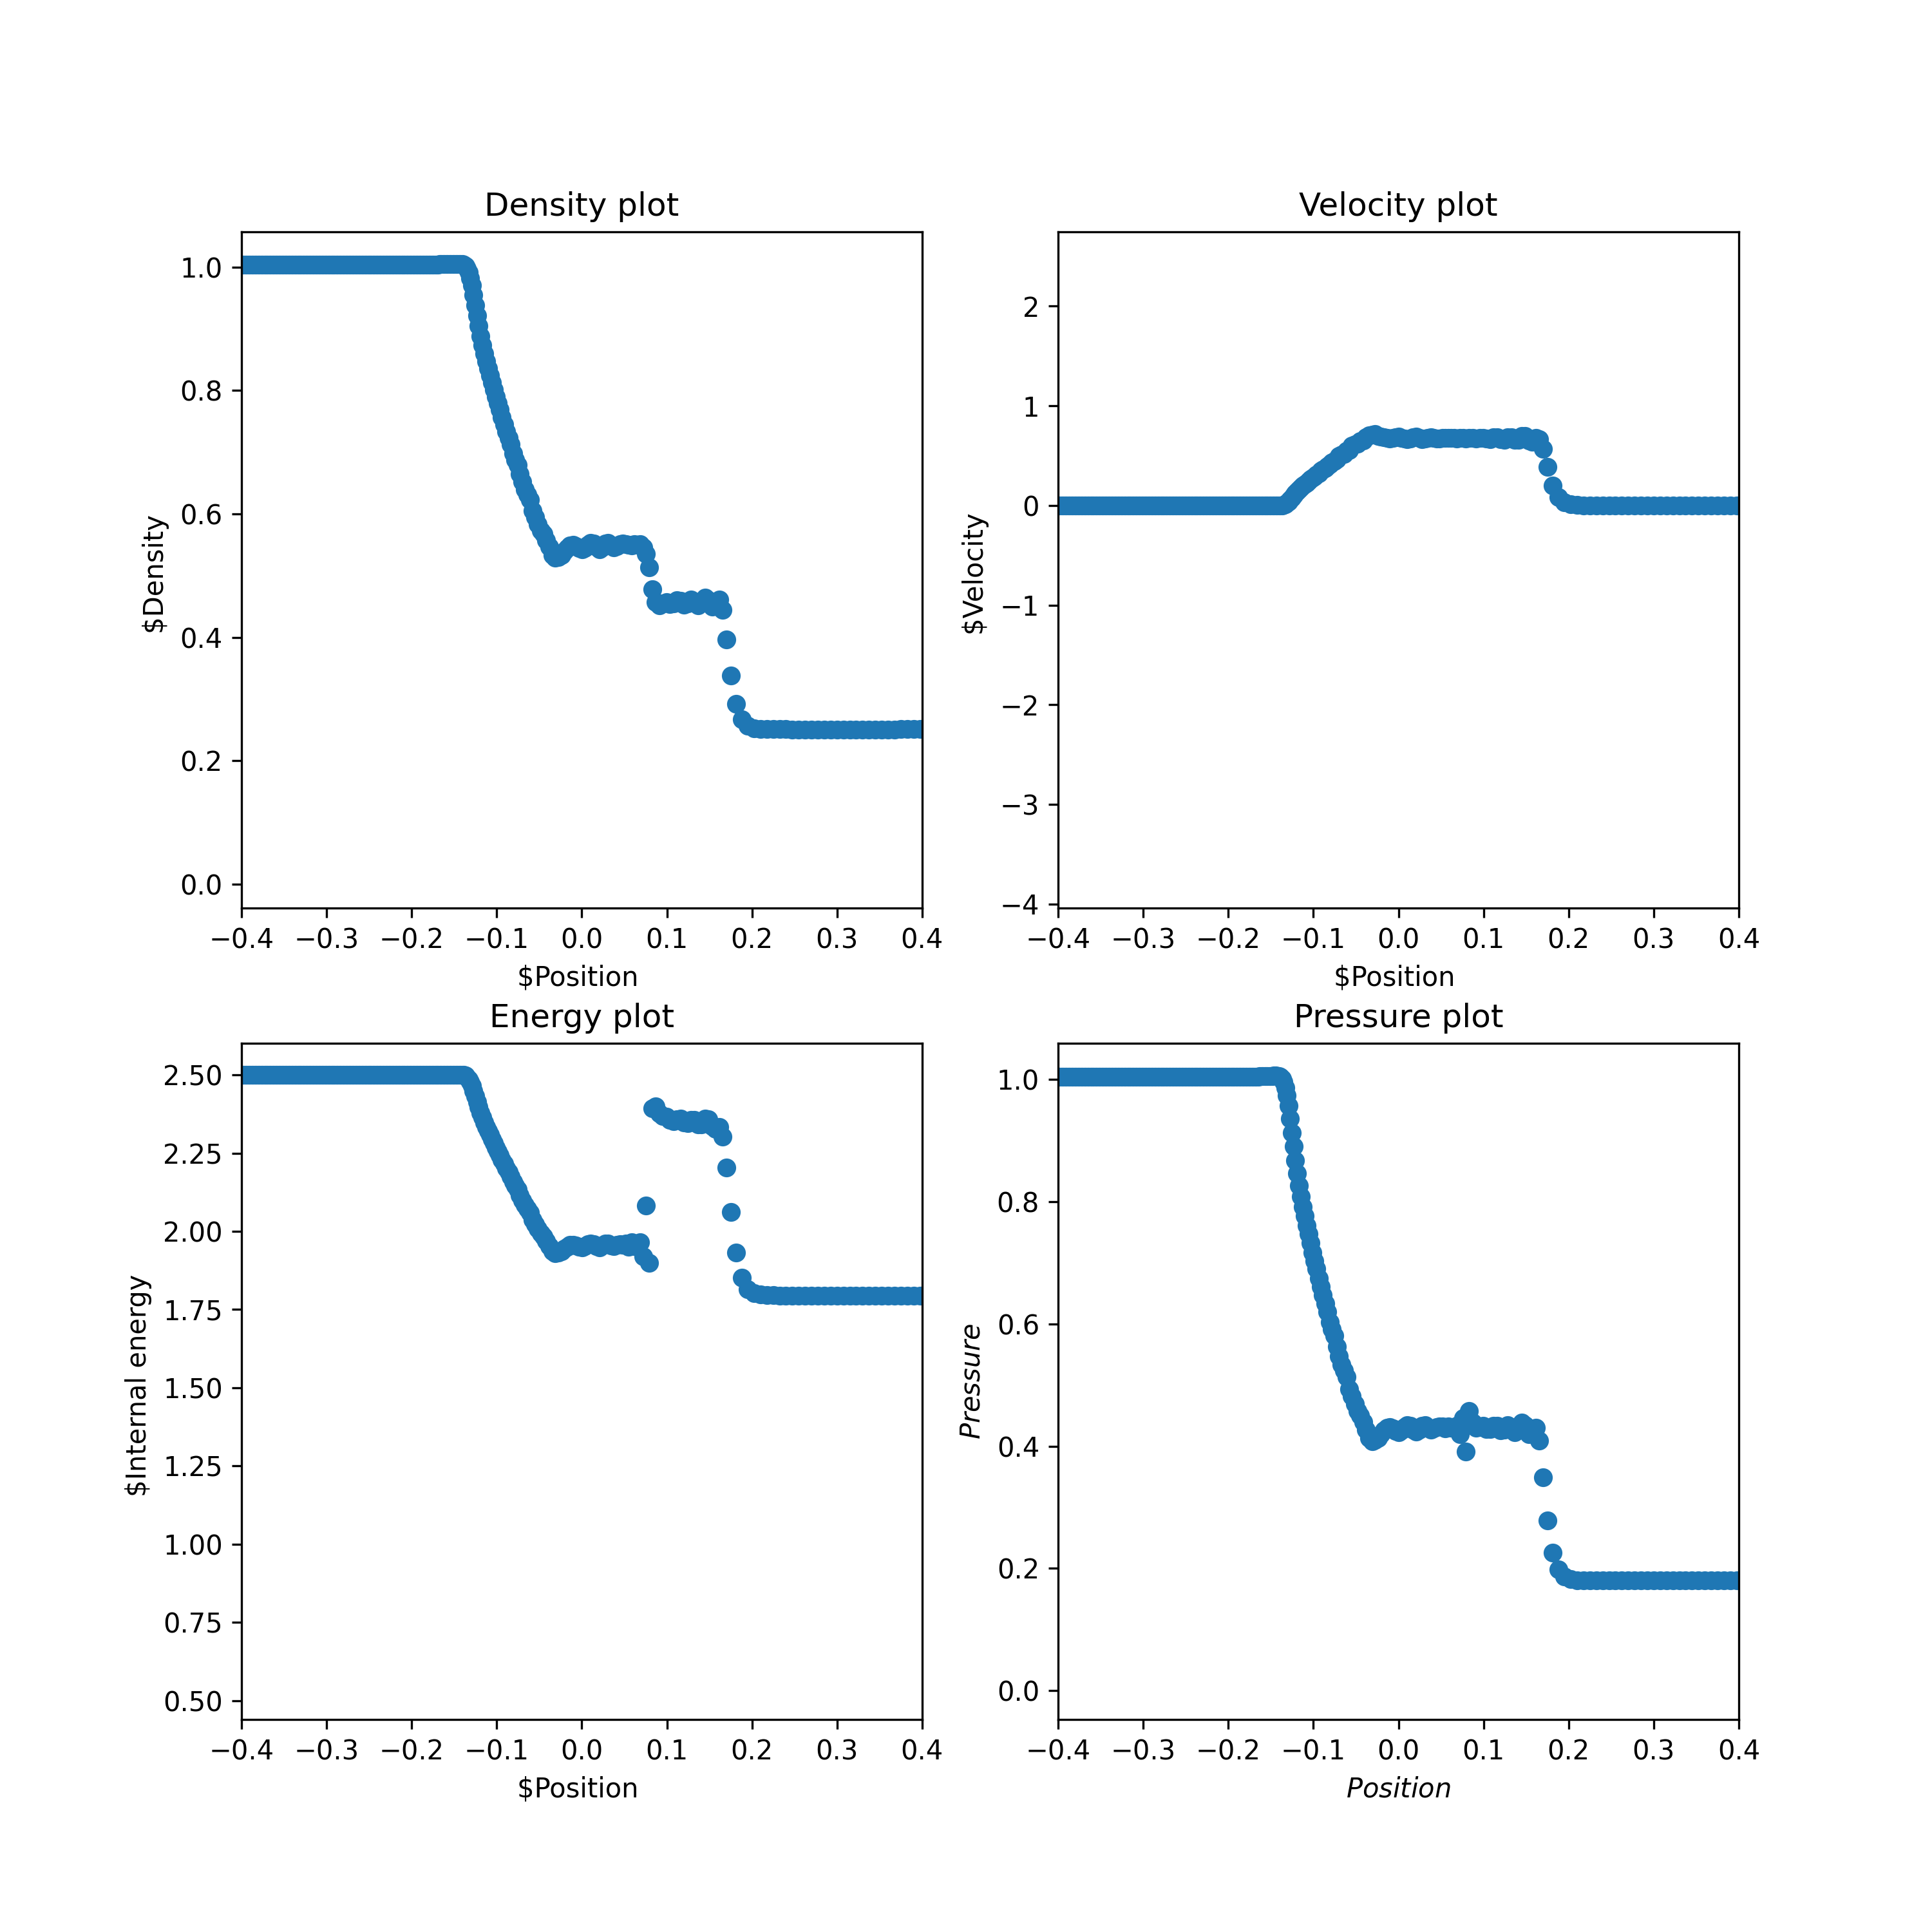 Density plot
$Density
1.0
0.8
0.6
0.4
0.2
0.0
−0.4 −0.3 −0.2 −0.1 0.0 0.1 0.2 0.3 0.4
$Position
Velocity plot
$Velocity
2
1
0
−1
−2
−3
−4
−0.4 −0.3 −0.2 −0.1 0.0 0.1 0.2 0.3 0.4
$Position
Energy plot
$Internal energy
2.50
2.25
2.00
1.75
1.50
1.25
1.00
0.75
0.50
−0.4 −0.3 −0.2 −0.1 0.0 0.1 0.2 0.3 0.4
$Position
Pressure plot
Pressure
1.0
0.8
0.6
0.4
0.2
0.0
−0.4 −0.3 −0.2 −0.1 0.0 0.1 0.2 0.3 0.4
Position